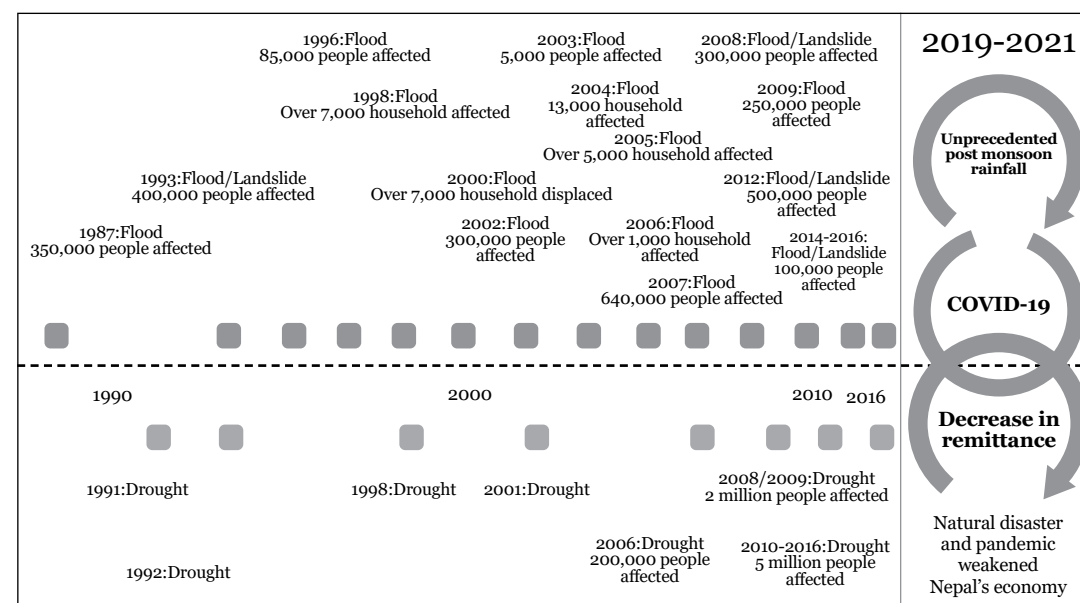 1996:Flood
85,000 people affected
2003:Flood
5,000 people affected
2008:Flood/Landslide
300,000 people affected
1998:Flood
Over 7,000 household affected
2004:Flood
13,000 household
affected
2009:Flood
250,000 people
affected
2005:Flood
Over 5,000 household affected
1993:Flood/Landslide
400,000 people affected
2000:Flood
Over 7,000 household displaced
2012:Flood/Landslide
500,000 people
affected
1987:Flood
350,000 people affected
2002:Flood
300,000 people
affected
2006:Flood
Over 1,000 household
affected
2014-2016:
Flood/Landslide
100,000 people
affected
2007:Flood
640,000 people affected
1990
2000
2010
2016
1991:Drought
1998:Drought
2001:Drought
2008/2009:Drought
2 million people affected
1992:Drought
2006:Drought
200,000 people
affected
2010-2016:Drought
5 million people
affected
2019-2021
Unprecedented
post monsoon
rainfall
COVID-19
Decrease in
remittance
Natural disaster
and pandemic
weakened
Nepal's economy